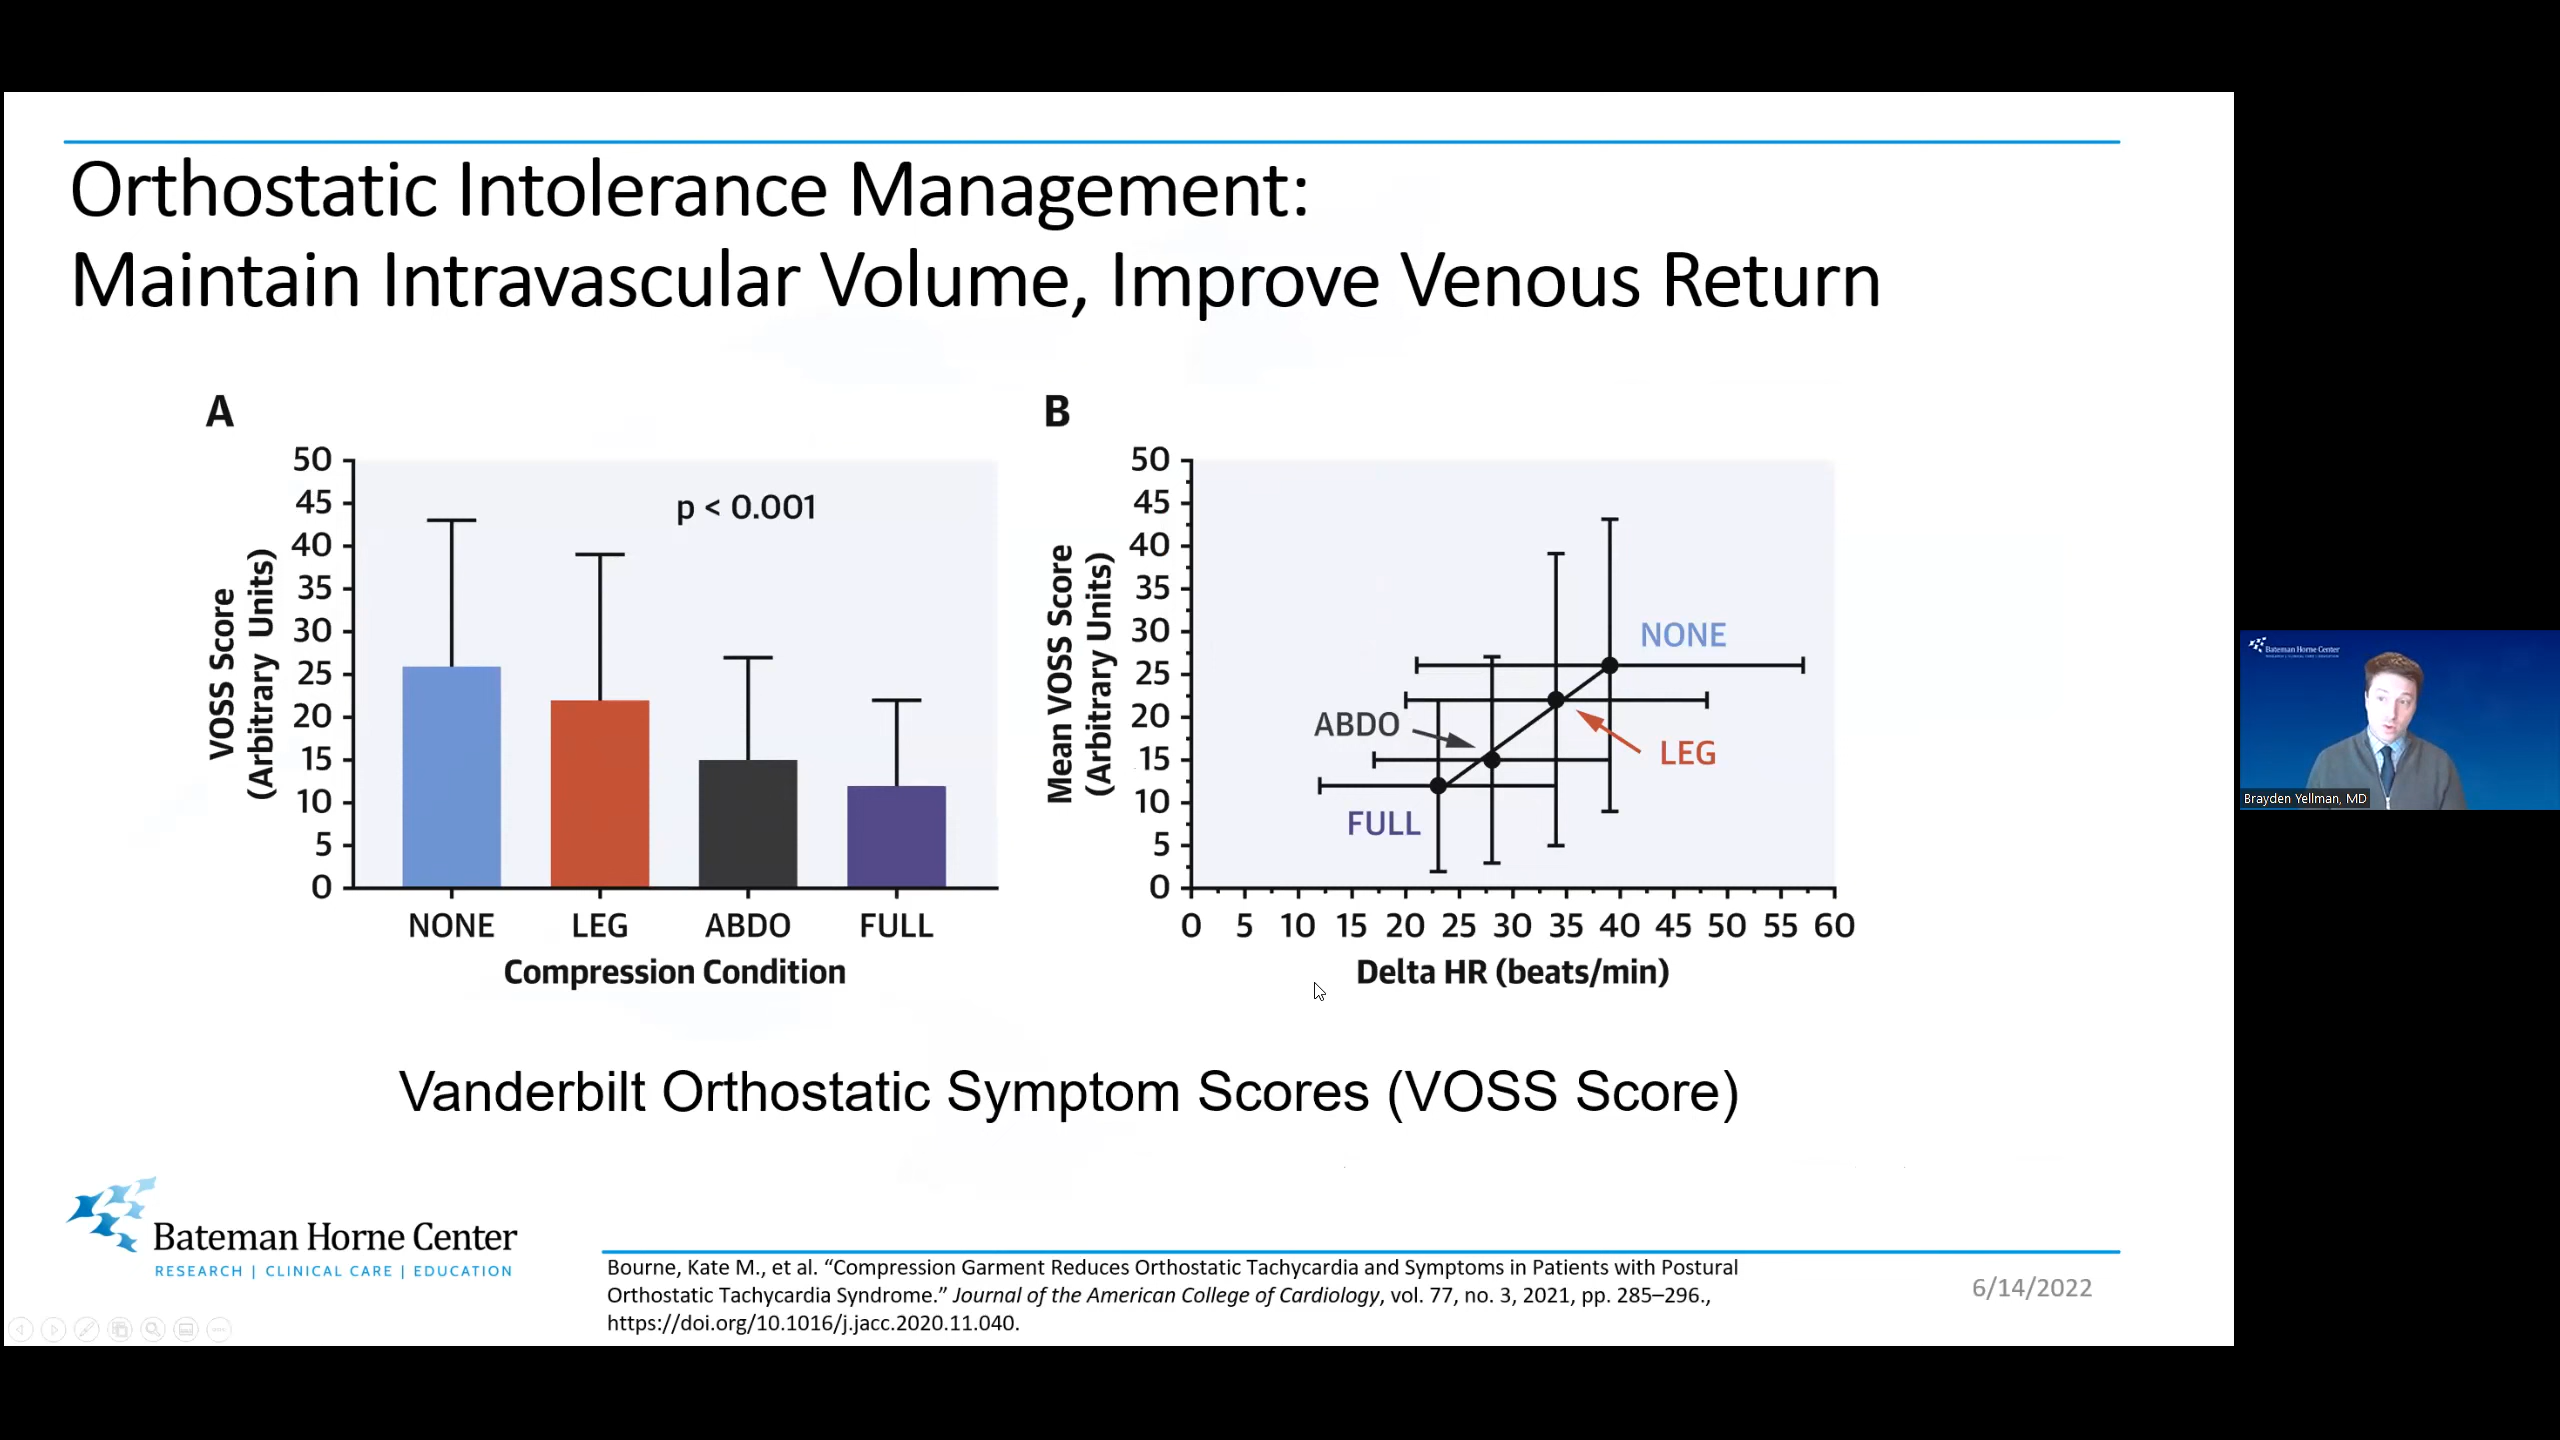 Orthostatic Intolerance Management:
Maintain Intravascular Volume, Improve Venous Return
A
50
45
40
35
30
25
20
15
10
5
0
VOSS Score
(Arbitrary Units)
p < 0.001
NONE
LEG
ABDO
FULL
Compression Condition
B
50
45
40
35
30
25
20
15
10
5
0
Mean VOSS Score
(Arbitrary Units)
NONE
ABDO
LEG
FULL
0 5 10 15 20 25 30 35 40 45 50 55 60
Delta HR (beats/min)
Vanderbilt Orthostatic Symptom Scores (VOSS Score)
Bateman Horne Center
RESEARCH | CLINICAL CARE | EDUCATION
Bourne, Kate M., et al. “Compression Garment Reduces Orthostatic Tachycardia and Symptoms in Patients with Postural
Orthostatic Tachycardia Syndrome.” Journal of the American College of Cardiology, vol. 77, no. 3, 2021, pp. 285–296.,
https://doi.org/10.1016/j.jacc.2020.11.040.
6/14/2022
Bateman Horne Center
Brayden Yellman, MD